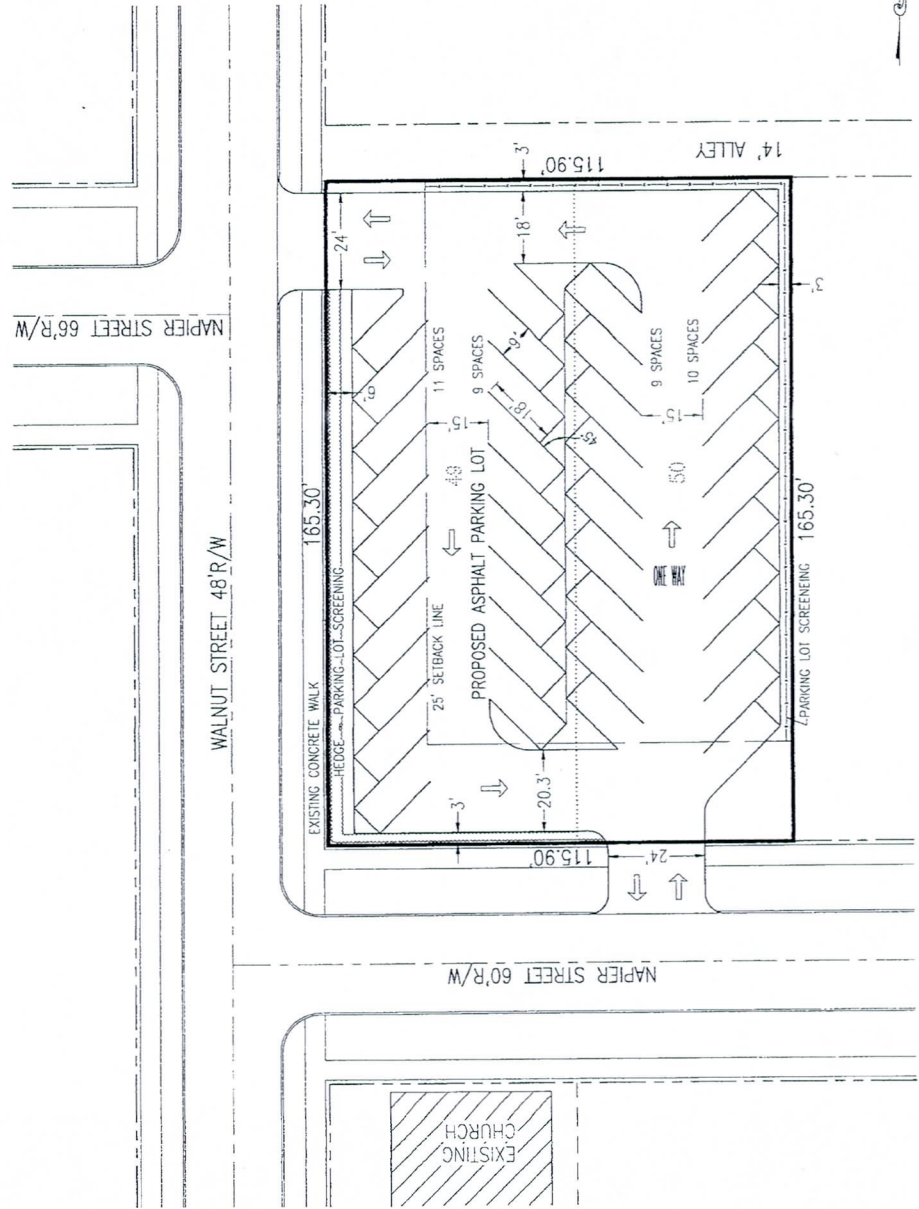 NAPIER STREET 66'R/W
WALNUT STREET 48'R/W
EXISTING CONCRETE WALK
165.30'
HEDGE PARKING LOT SCREENING
6'
24'
3'
115.90'
14' ALLEY
18'
11 SPACES
9 SPACES
9'
18'
45°
15'
49
25' SETBACK LINE
PROPOSED ASPHALT PARKING LOT
9 SPACES
10 SPACES
15'
50
ONE WAY
3'
165.30'
PARKING LOT SCREENEING
3'
20.3'
115.90'
24'
NAPIER STREET 60'R/W
EXISTING
CHURCH